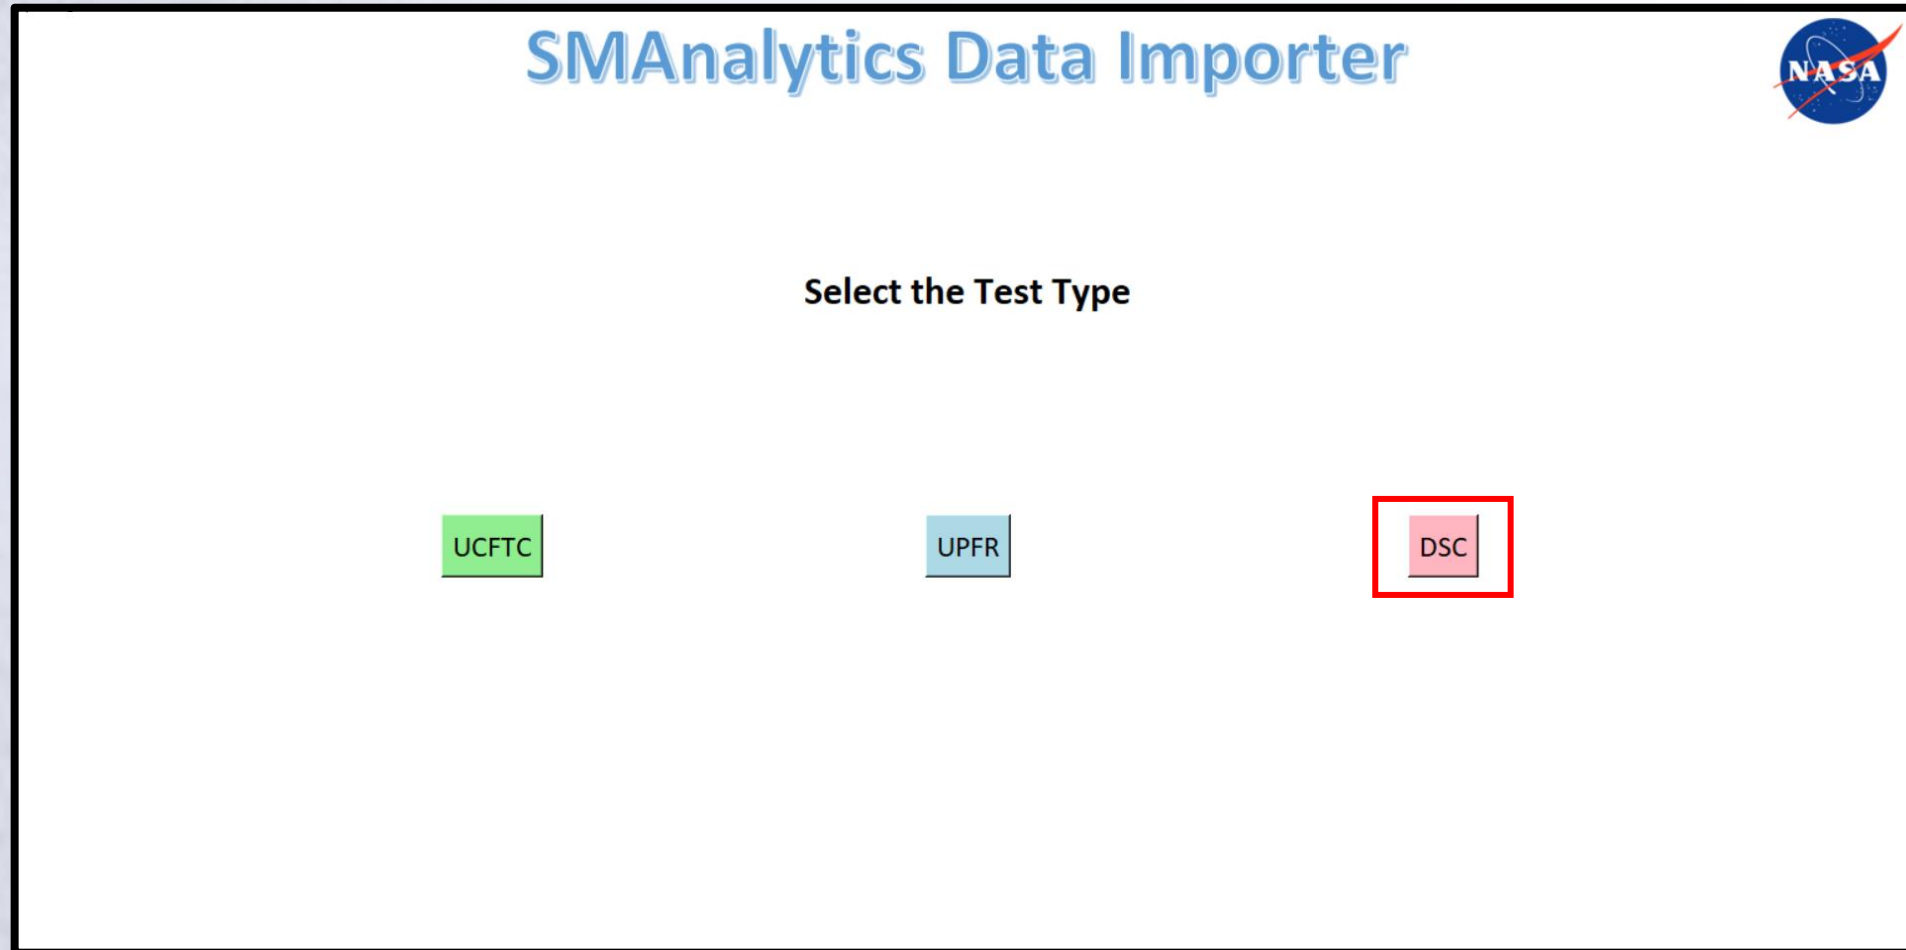 SMAnalytics Data Importer
NASA
Select the Test Type
UCFTC
UPFR
DSC